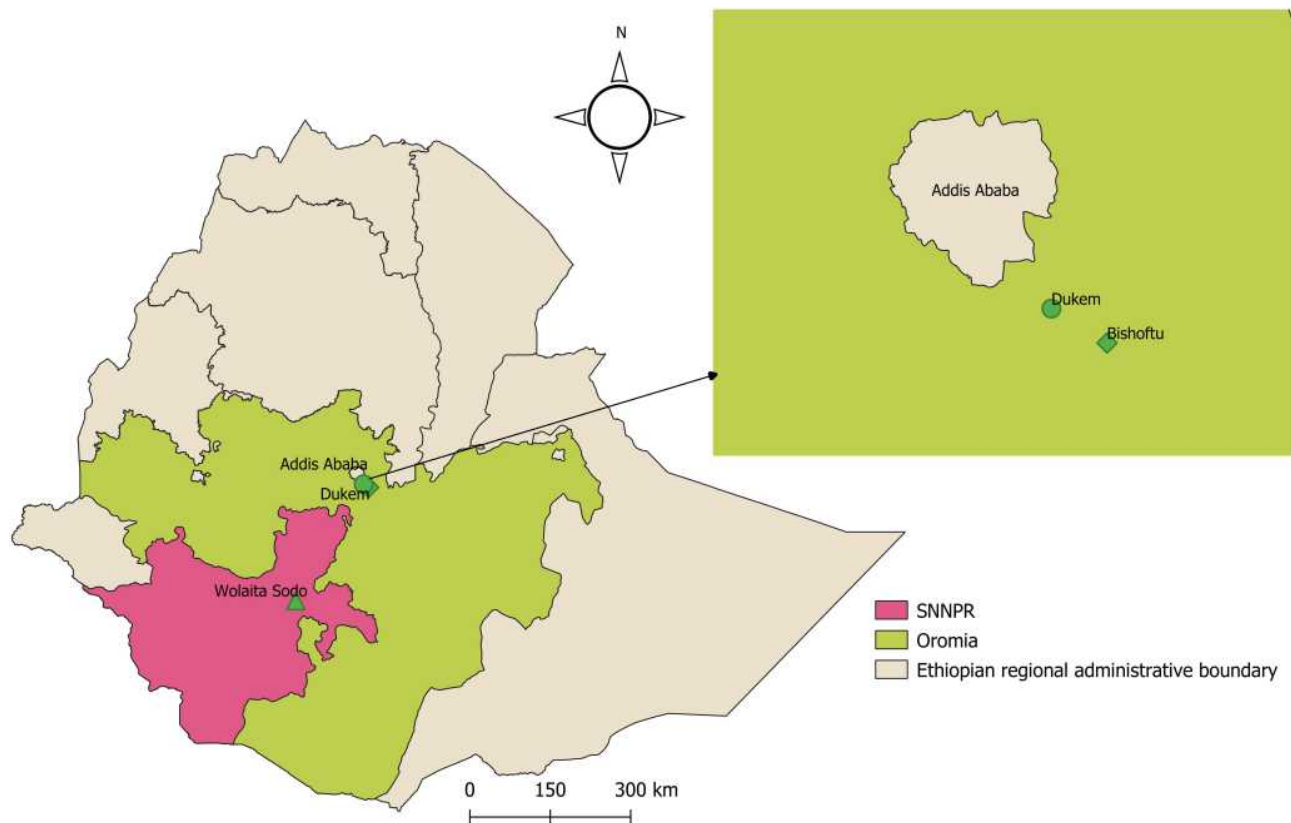 N
Addis Ababa
Dukem
Bishoftu
Addis Ababa
Dukem
Wolaita Sodo
SNNPR
Oromia
Ethiopian regional administrative boundary
0 150 300 km